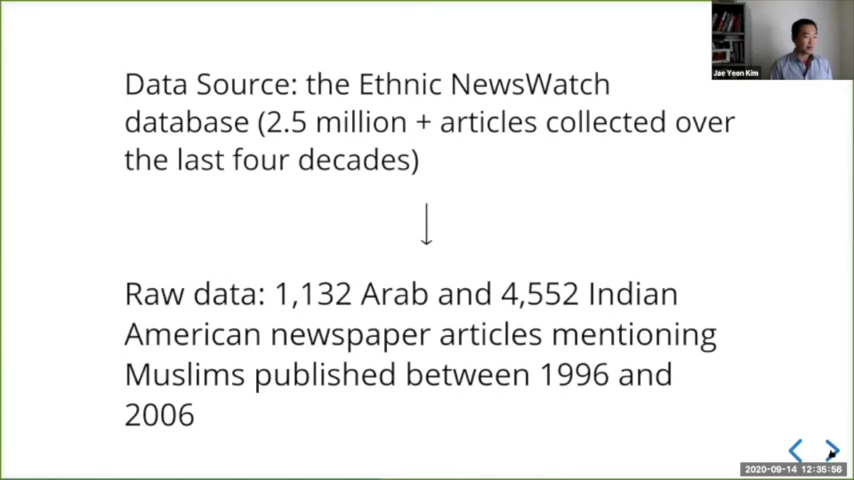 Data Source: the Ethnic NewsWatch
database (2.5 million + articles collected over
the last four decades)
Raw data: 1,132 Arab and 4,552 Indian
American newspaper articles mentioning
Muslims published between 1996 and
2006
Jae Yeon Kim
2020-09-14 12:35:56